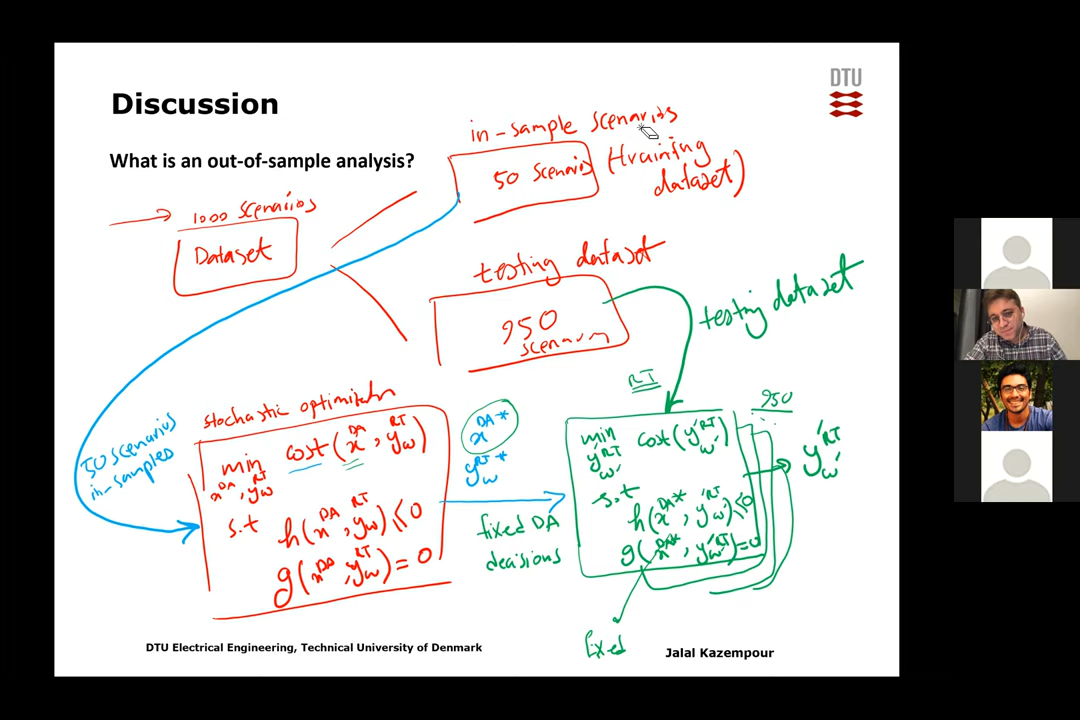 Discussion
DTU
What is an out-of-sample analysis?
in-sample scenarios
50 scenarios
(training
dataset)
1000 scenarios
Dataset
testing dataset
950
scenarios
testing dataset
RT
950
50 scenarios
in-samples
stochastic optimization
min cost(x^DA, y_ω^RT)
x^DA, y_ω^RT
s.t h(x^DA, y_ω^RT) ≤ 0
g(x^DA, y_ω^RT) = 0
x^DA*
y_ω^RT*
fixed DA
decisions
min cost(y'_ω'^RT)
y'_ω'^RT
s.t
h(x^DA*, y'_ω'^RT) ≤ 0
g(x^DA*, y'_ω'^RT) = 0
y'_ω'^RT
fixed
DTU Electrical Engineering, Technical University of Denmark
Jalal Kazempour